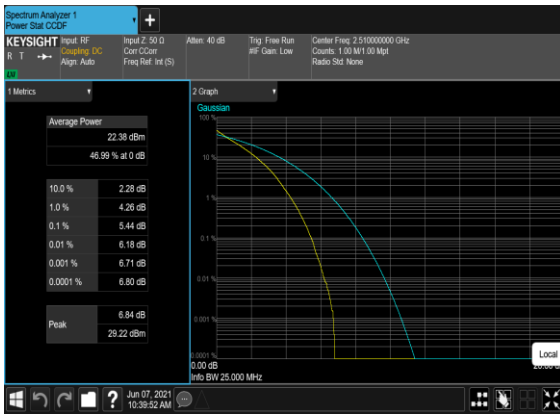 Spectrum Analyzer 1
Power Stat CCDF
+
KEYSIGHT
R T
Input: RF
Coupling: DC
Align: Auto
Input Z: 50 Ω
Corr CCorr
Freq Ref: Int (S)
Atten: 40 dB
Trig: Free Run
#IF Gain: Low
Center Freq: 2.510000000 GHz
Counts: 1.00 M/1.00 Mpt
Radio Std: None
1 Metrics
Average Power
22.38 dBm
46.99 % at 0 dB
10.0 % 2.28 dB
1.0 % 4.26 dB
0.1 % 5.44 dB
0.01 % 6.18 dB
0.001 % 6.71 dB
0.0001 % 6.80 dB
Peak
6.84 dB
29.22 dBm
2 Graph
Gaussian
100 %
10 %
1 %
0.1 %
0.01 %
0.001 %
0.0001 %
0.00 dB
Info BW 25.000 MHz
Local
?
Jun 07, 2021
10:39:52 AM